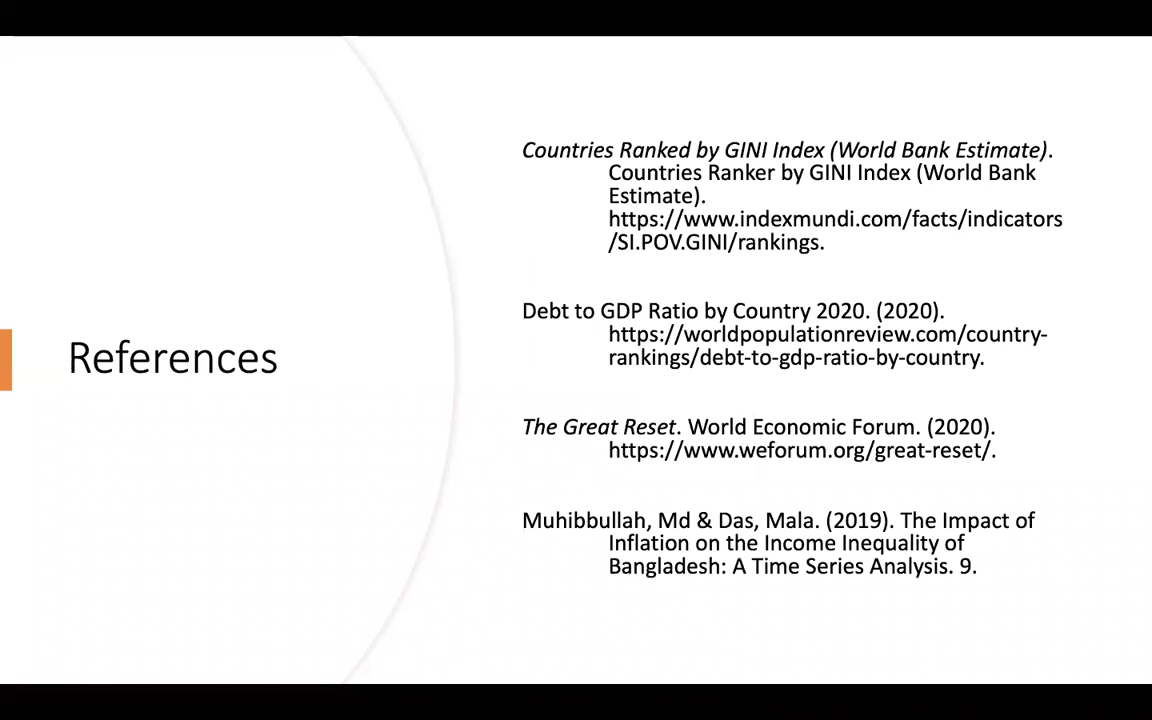 References
Countries Ranked by GINI Index (World Bank Estimate).
Countries Ranker by GINI Index (World Bank
Estimate).
https://www.indexmundi.com/facts/indicators
/SI.POV.GINI/rankings.
Debt to GDP Ratio by Country 2020. (2020).
https://worldpopulationreview.com/country-
rankings/debt-to-gdp-ratio-by-country.
The Great Reset. World Economic Forum. (2020).
https://www.weforum.org/great-reset/.
Muhibbullah, Md & Das, Mala. (2019). The Impact of
Inflation on the Income Inequality of
Bangladesh: A Time Series Analysis. 9.